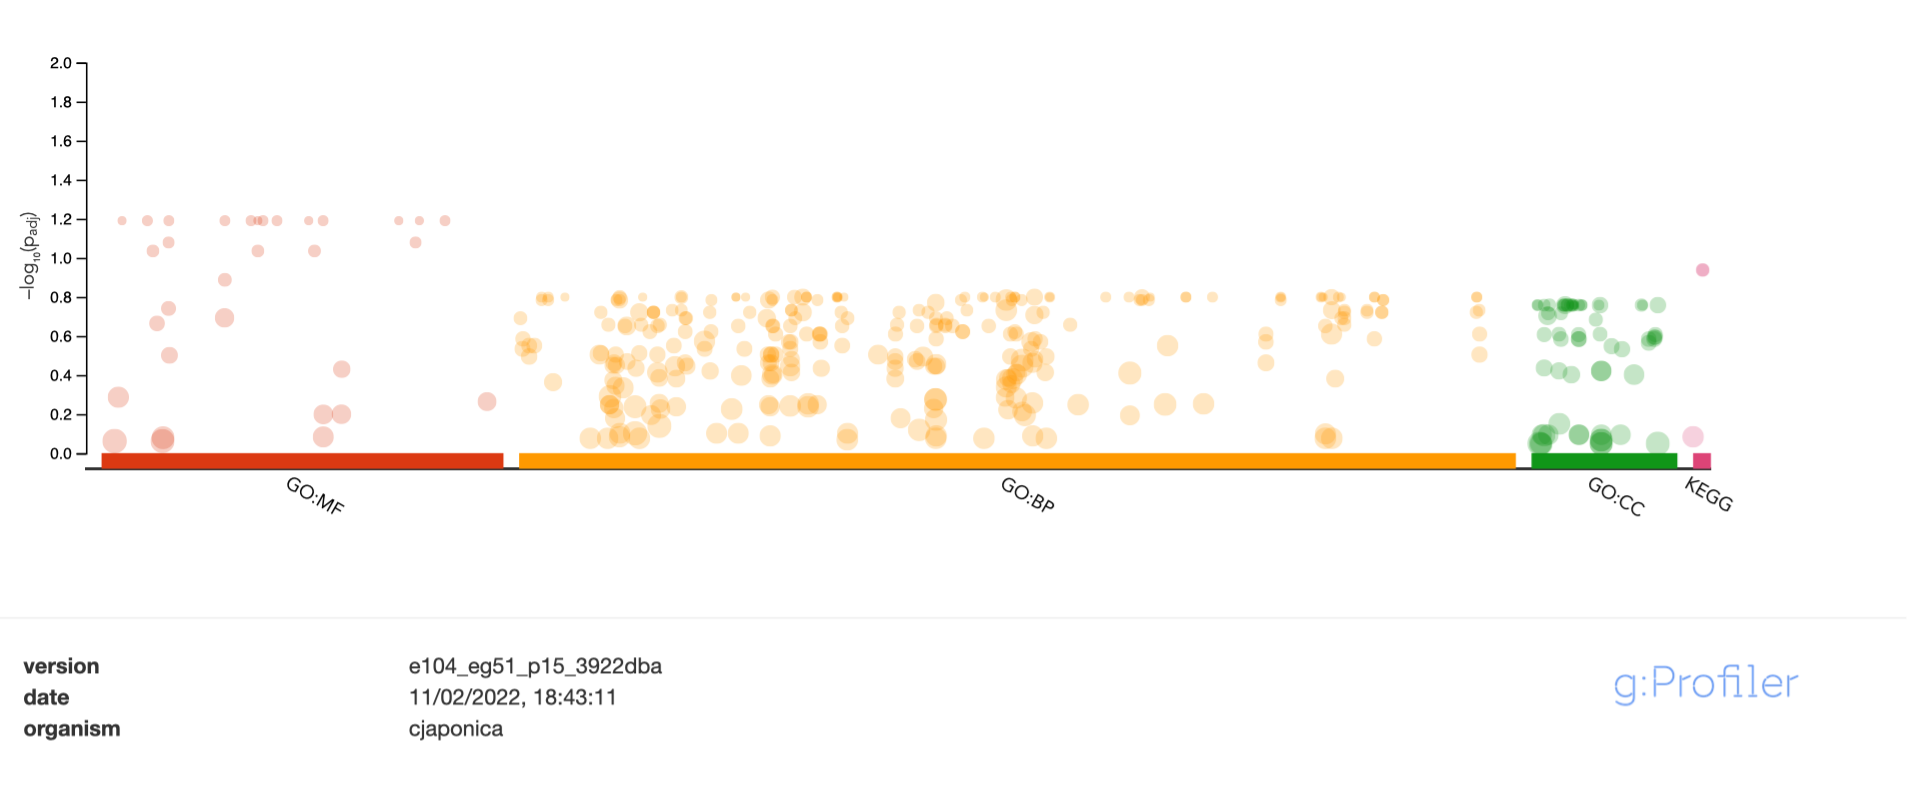 2.0
1.8
1.6
1.4
1.2
1.0
0.8
0.6
0.4
0.2
0.0
−log10(padj)
GO:MF
GO:BP
GO:CC
KEGG
version e104_eg51_p15_3922dba
date 11/02/2022, 18:43:11
organism cjaponica
g:Profiler